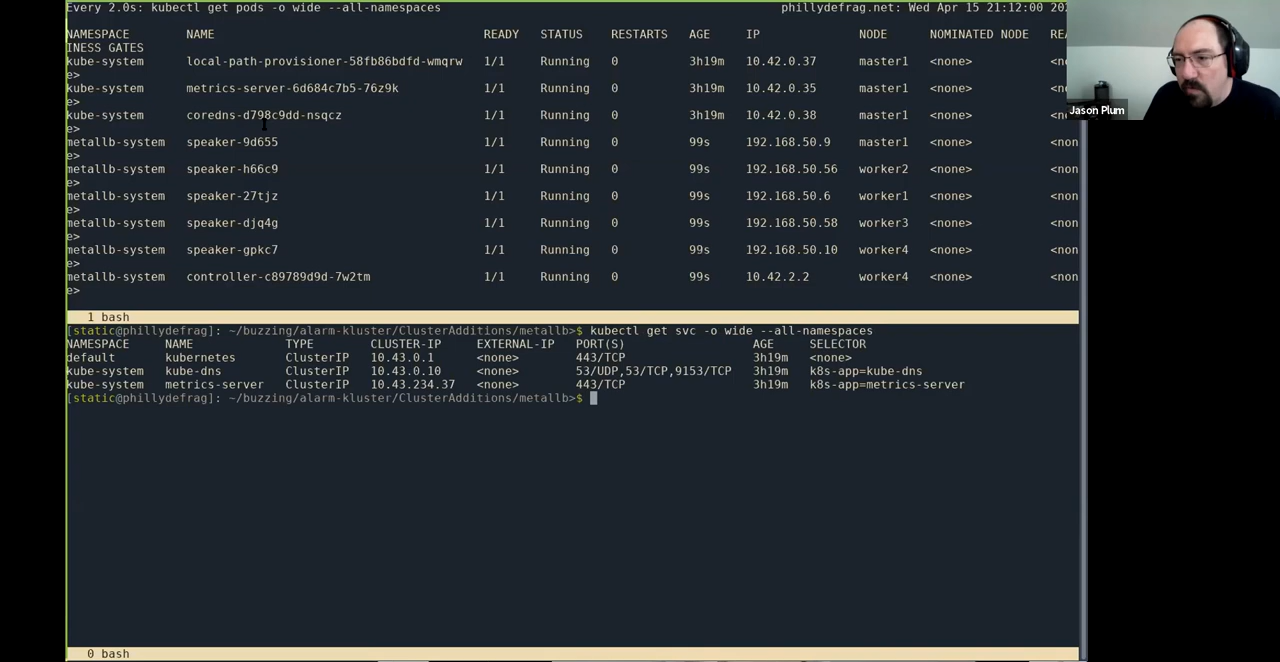 Every 2.0s: kubectl get pods -o wide --all-namespaces phillydefrag.net: Wed Apr 15 21:12:00
NAMESPACE NAME READY STATUS RESTARTS AGE IP NODE NOMINATED NODE
INESS GATES
kube-system local-path-provisioner-58fb86bdfd-wmqrw 1/1 Running 0 3h19m 10.42.0.37 master1 <none>
e>
kube-system metrics-server-6d684c7b5-76z9k 1/1 Running 0 3h19m 10.42.0.35 master1 <none>
e>
kube-system coredns-d798c9dd-nsqcz 1/1 Running 0 3h19m 10.42.0.38 master1 <none>
e>
metallb-system speaker-9d655 1/1 Running 0 99s 192.168.50.9 master1 <none> <non
e>
metallb-system speaker-h66c9 1/1 Running 0 99s 192.168.50.56 worker2 <none> <non
e>
metallb-system speaker-27tjz 1/1 Running 0 99s 192.168.50.6 worker1 <none> <non
e>
metallb-system speaker-djq4g 1/1 Running 0 99s 192.168.50.58 worker3 <none> <non
e>
metallb-system speaker-gpkc7 1/1 Running 0 99s 192.168.50.10 worker4 <none> <non
e>
metallb-system controller-c89789d9d-7w2tm 1/1 Running 0 99s 10.42.2.2 worker4 <none> <non
e>
Jason Plum
1 bash
[static@phillydefrag]: ~/buzzing/alarm-kluster/ClusterAdditions/metallb>$ kubectl get svc -o wide --all-namespaces
NAMESPACE NAME TYPE CLUSTER-IP EXTERNAL-IP PORT(S) AGE SELECTOR
default kubernetes ClusterIP 10.43.0.1 <none> 443/TCP 3h19m <none>
kube-system kube-dns ClusterIP 10.43.0.10 <none> 53/UDP,53/TCP,9153/TCP 3h19m k8s-app=kube-dns
kube-system metrics-server ClusterIP 10.43.234.37 <none> 443/TCP 3h19m k8s-app=metrics-server
[static@phillydefrag]: ~/buzzing/alarm-kluster/ClusterAdditions/metallb>$
0 bash